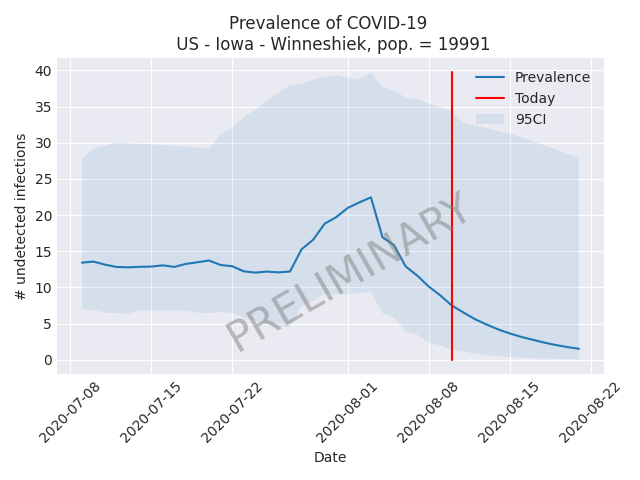 Prevalence of COVID-19
US - Iowa - Winneshiek, pop. = 19991
# undetected infections
40
35
30
25
20
15
10
5
0
Prevalence
Today
95CI
PRELIMINARY
2020-07-08
2020-07-15
2020-07-22
2020-08-01
2020-08-08
2020-08-15
2020-08-22
Date